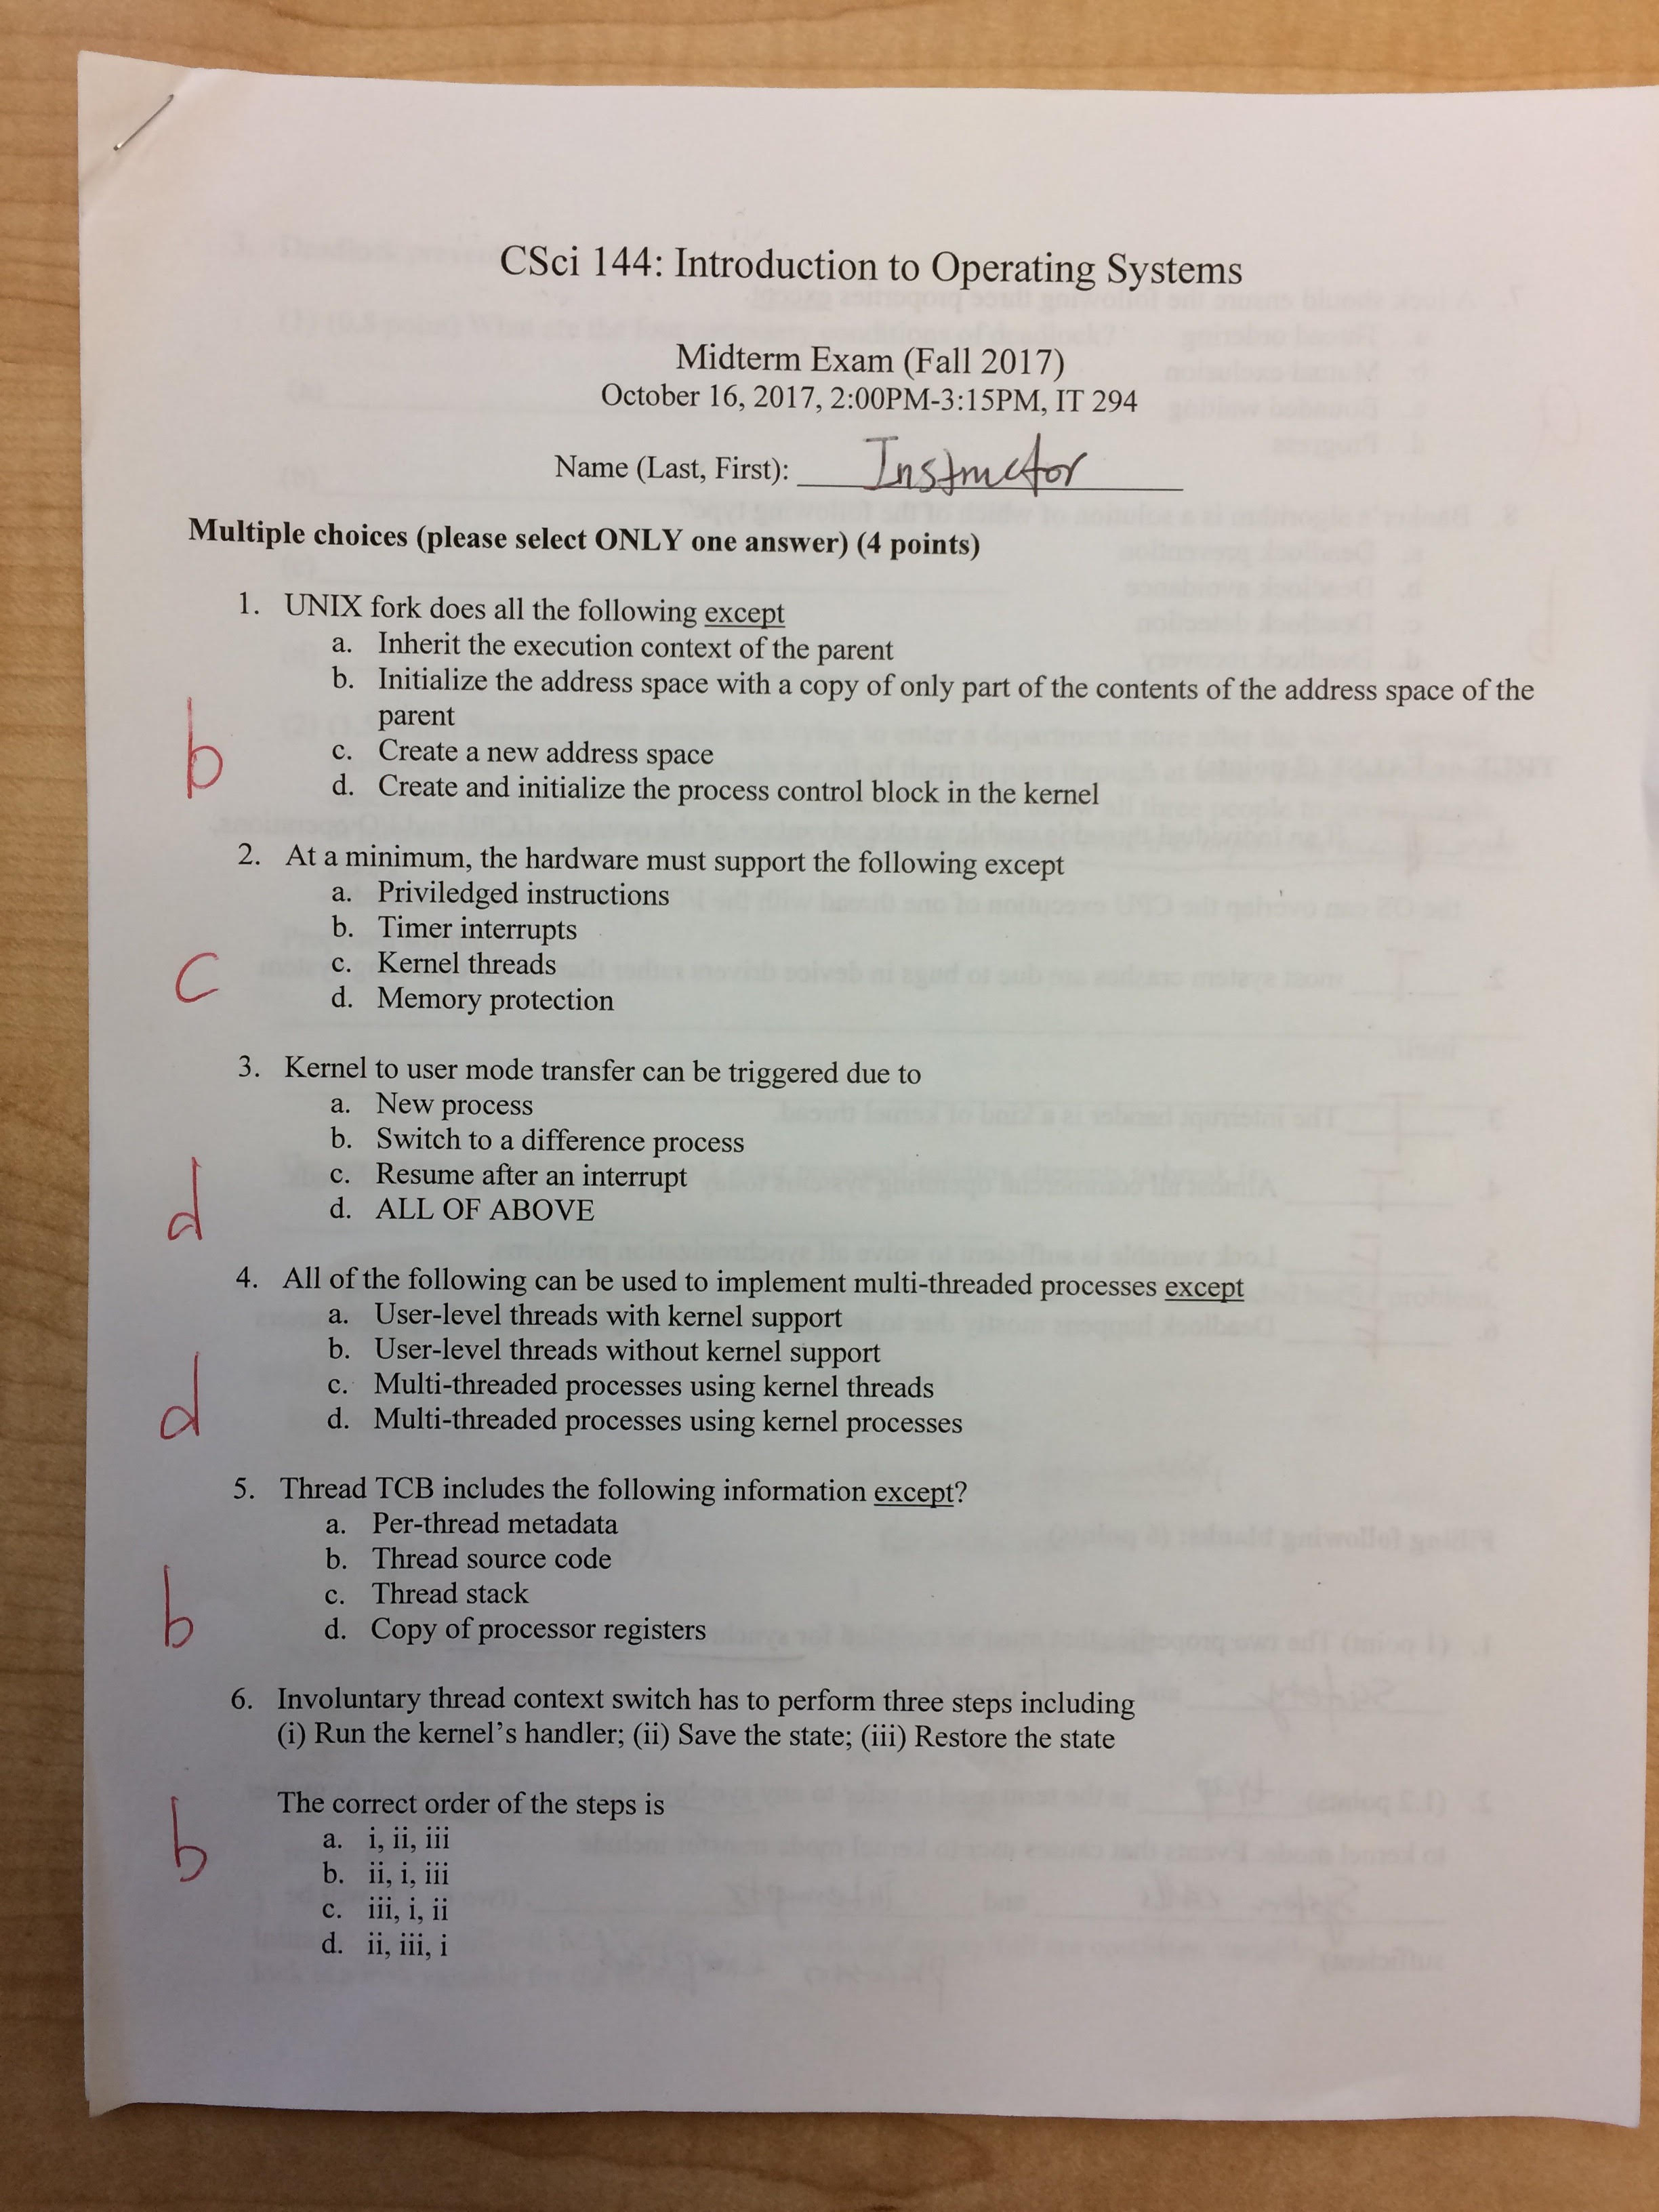 CSci 144: Introduction to Operating Systems
Midterm Exam (Fall 2017)
October 16, 2017, 2:00PM-3:15PM, IT 294
Name (Last, First): Instructor
Multiple choices (please select ONLY one answer) (4 points)
1. UNIX fork does all the following except
a. Inherit the execution context of the parent
b. Initialize the address space with a copy of only part of the contents of the address space of the
parent
b
c. Create a new address space
d. Create and initialize the process control block in the kernel
2. At a minimum, the hardware must support the following except
a. Priviledged instructions
b. Timer interrupts
c. Kernel threads
c
d. Memory protection
3. Kernel to user mode transfer can be triggered due to
a. New process
b. Switch to a difference process
c. Resume after an interrupt
d
d. ALL OF ABOVE
4. All of the following can be used to implement multi-threaded processes except
a. User-level threads with kernel support
b. User-level threads without kernel support
c. Multi-threaded processes using kernel threads
d
d. Multi-threaded processes using kernel processes
5. Thread TCB includes the following information except?
a. Per-thread metadata
b. Thread source code
c. Thread stack
b
d. Copy of processor registers
6. Involuntary thread context switch has to perform three steps including
(i) Run the kernel's handler; (ii) Save the state; (iii) Restore the state
The correct order of the steps is
b
a. i, ii, iii
b. ii, i, iii
c. iii, i, ii
d. ii, iii, i